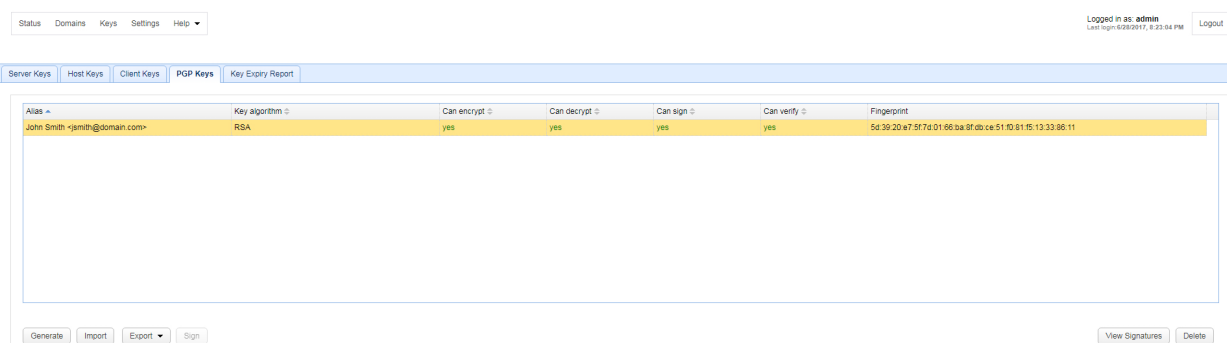 Status Domains Keys Settings Help
Logged in as: admin
Last login 6/28/2017, 8:23:04 PM
Logout
Server Keys Host Keys Client Keys PGP Keys Key Expiry Report
Alias Key algorithm Can encrypt Can decrypt Can sign Can verify Fingerprint
John Smith <jsmith@domain.com> RSA yes yes yes yes 5d:39:20:e7:5f:7d:01:66:ba:8f:db:ce:51:f0:81:f5:13:33:86:11
Generate Import Export Sign View Signatures Delete